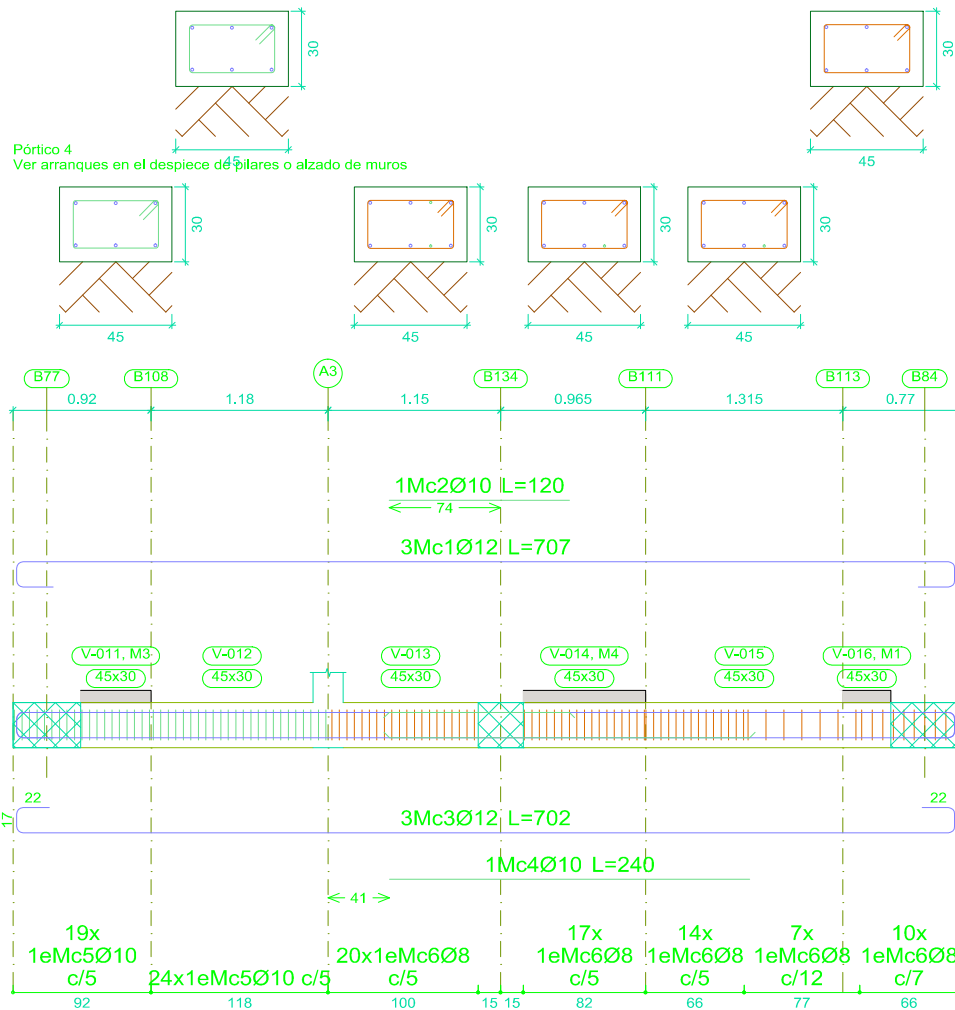 30
30
45
45
Pórtico 4
Ver arranques en el despiece de pilares o alzado de muros
30
30
30
30
45
45
45
45
B77
B108
A3
B134
B111
B113
B84
0.92
1.18
1.15
0.965
1.315
0.77
1Mc2Ø10 L=120
74
3Mc1Ø12 L=707
V-011, M3
V-012
V-013
V-014, M4
V-015
V-016, M1
45x30
45x30
45x30
45x30
45x30
45x30
22
22
17
3Mc3Ø12 L=702
1Mc4Ø10 L=240
41
19x
1eMc5Ø10
c/5
24x1eMc5Ø10 c/5
20x1eMc6Ø8
c/5
17x
1eMc6Ø8
c/5
14x
1eMc6Ø8
c/5
7x
1eMc6Ø8
c/12
10x
1eMc6Ø8
c/7
92
118
100
15
15
82
66
77
66